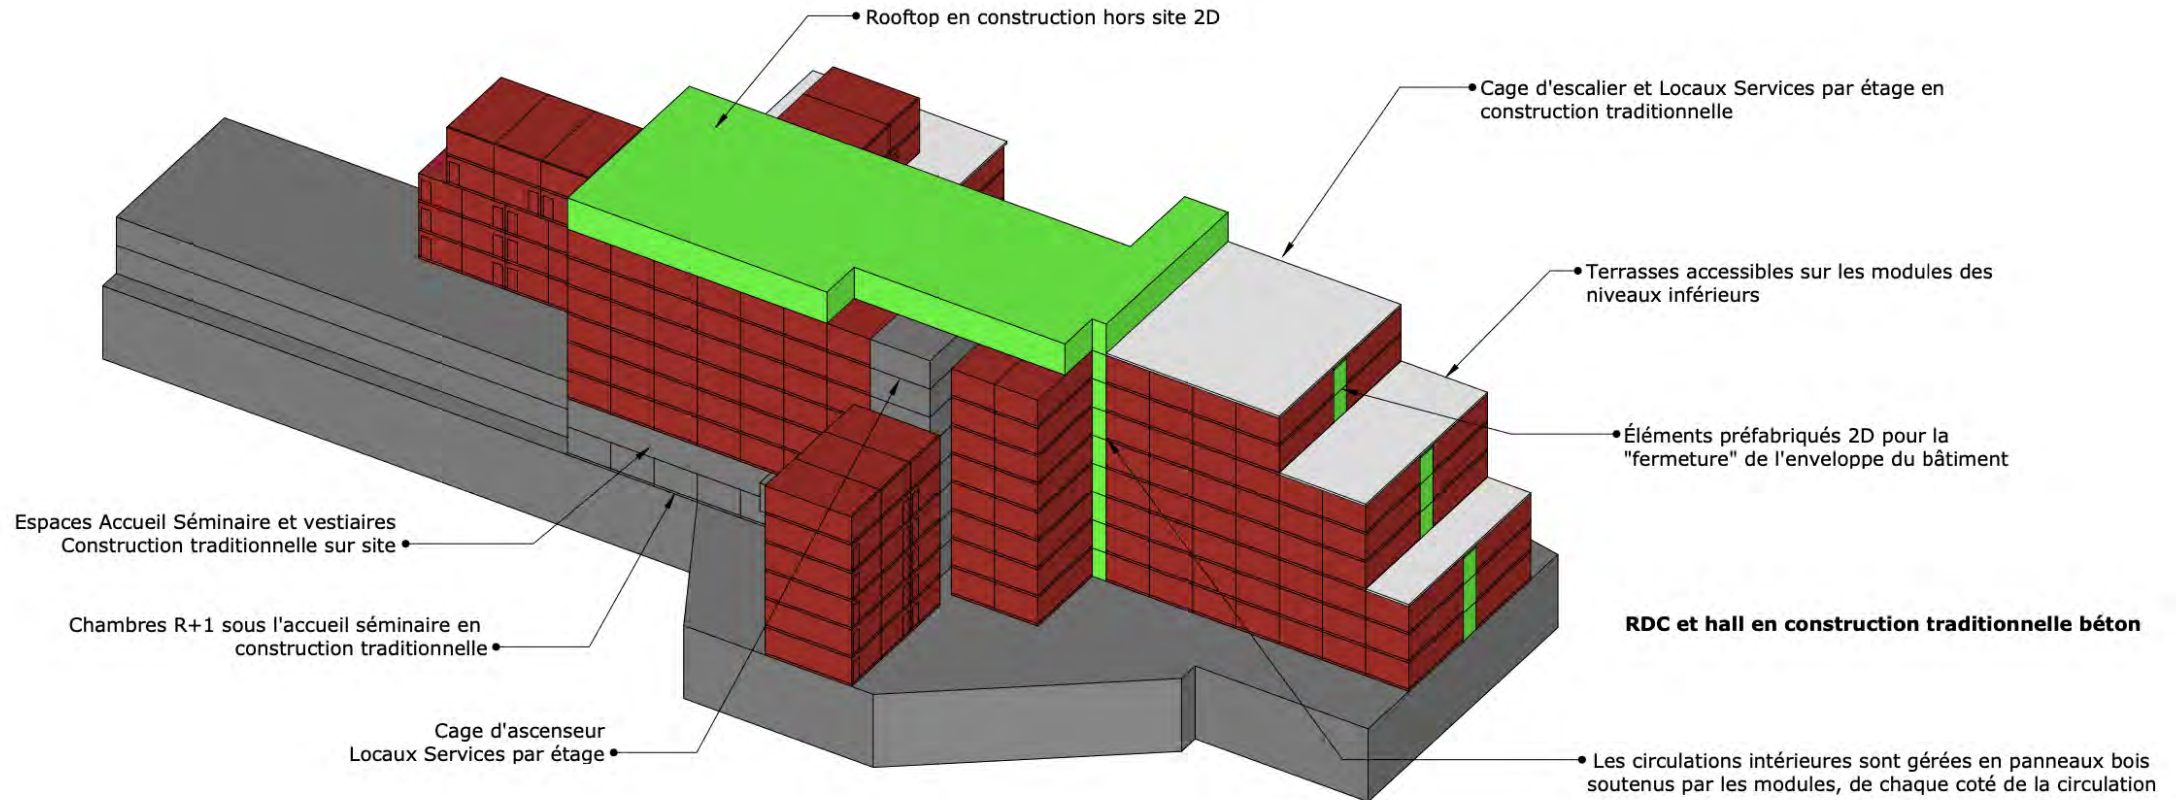 Rooftop en construction hors site 2D
Cage d'escalier et Locaux Services par étage en
construction traditionnelle
Terrasses accessibles sur les modules des
niveaux inférieurs
Éléments préfabriqués 2D pour la
"fermeture" de l'enveloppe du bâtiment
Espaces Accueil Séminaire et vestiaires
Construction traditionnelle sur site
Chambres R+1 sous l'accueil séminaire en
construction traditionnelle
RDC et hall en construction traditionnelle béton
Cage d'ascenseur
Locaux Services par étage
Les circulations intérieures sont gérées en panneaux bois
soutenus par les modules, de chaque coté de la circulation